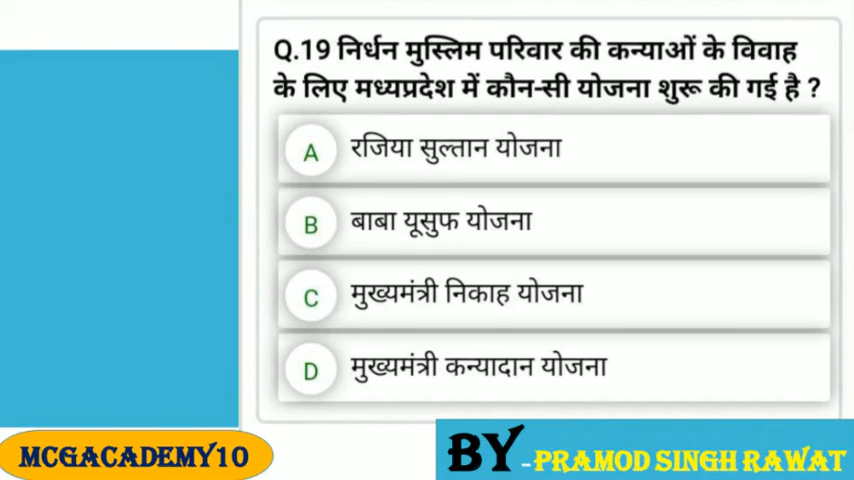 Q.19 निर्धन मुस्लिम परिवार की कन्याओं के विवाह
के लिए मध्यप्रदेश में कौन-सी योजना शुरू की गई है ?
A रजिया सुल्तान योजना
B बाबा यूसुफ योजना
C मुख्यमंत्री निकाह योजना
D मुख्यमंत्री कन्यादान योजना
MCGACADEMY10
BY -PRAMOD SINGH RAWAT